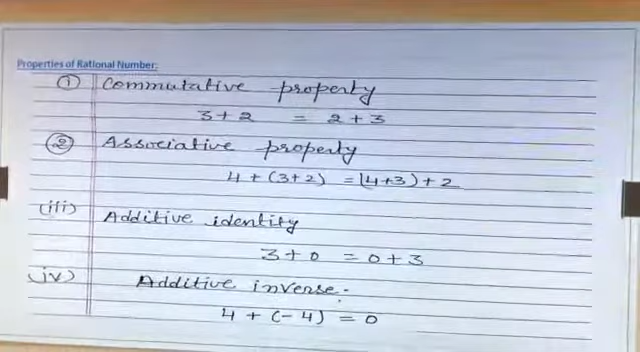 Properties of Rational Number:
① Commutative property
3+2 = 2+3
② Associative property
4 + (3+2) = (4+3) + 2
(iii) Additive identity
3+0 = 0+3
iv) Additive inverse.
4 + (-4) = 0